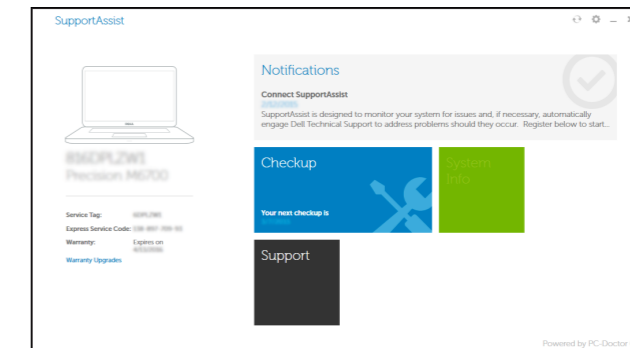 SupportAssist
Notifications
Connect SupportAssist
SupportAssist is designed to monitor your system for issues and, if necessary, automatically
engage Dell Technical Support to address problems should they occur. Register below to start...
Precision M6700
Checkup
System
Info
Your next checkup is
Service Tag:
Express Service Code:
Warranty: Expires on
Warranty Upgrades
Support
Powered by PC-Doctor